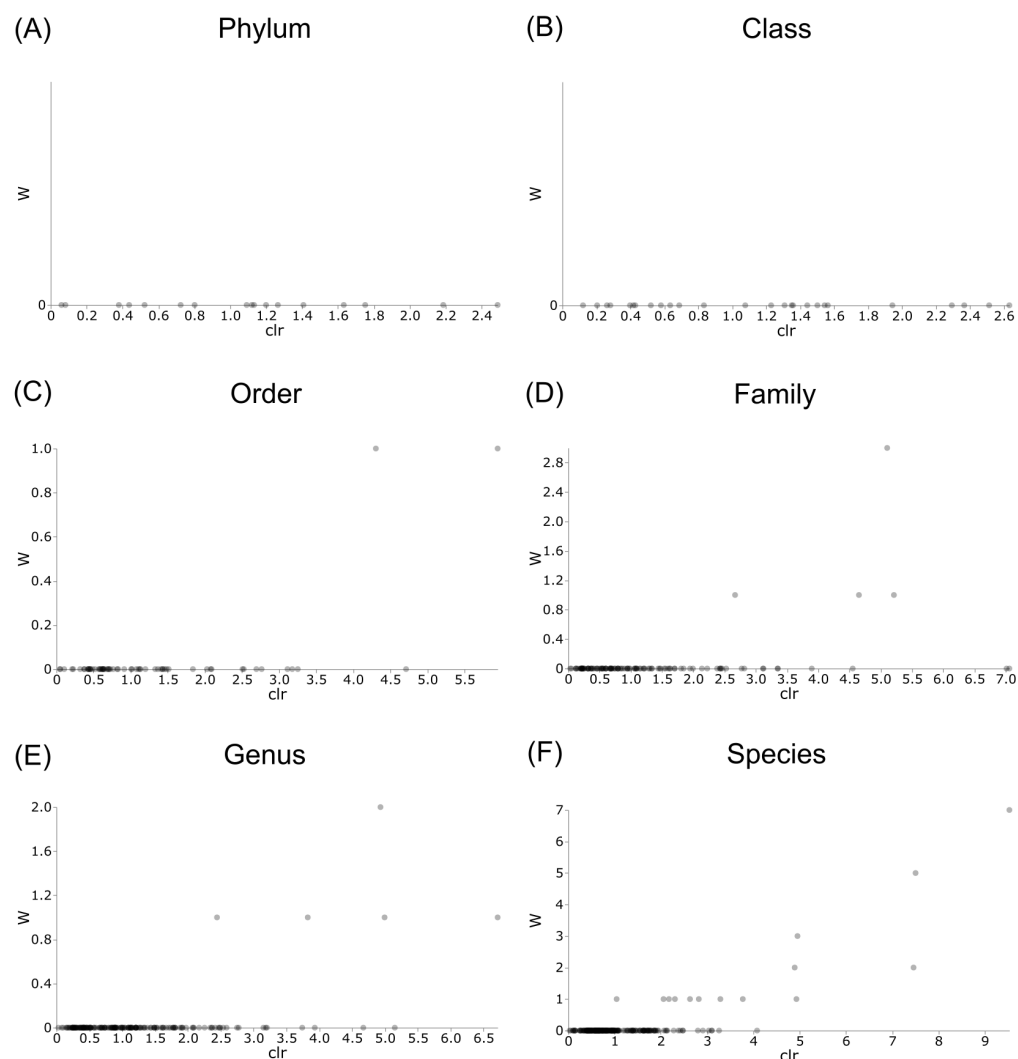 (A) Phylum
W
0
0 0.2 0.4 0.6 0.8 1.0 1.2 1.4 1.6 1.8 2.0 2.2 2.4
clr
(B) Class
W
0
0 0.2 0.4 0.6 0.8 1.0 1.2 1.4 1.6 1.8 2.0 2.2 2.4 2.6
clr
(C) Order
1.0
0.8
0.6
W
0.4
0.2
0
0 0.5 1.0 1.5 2.0 2.5 3.0 3.5 4.0 4.5 5.0 5.5
clr
(D) Family
2.8
2.4
2.0
1.6
W
1.2
0.8
0.4
0
0 0.5 1.0 1.5 2.0 2.5 3.0 3.5 4.0 4.5 5.0 5.5 6.0 6.5 7.0
clr
(E) Genus
2.0
1.6
1.2
W
0.8
0.4
0
0 0.5 1.0 1.5 2.0 2.5 3.0 3.5 4.0 4.5 5.0 5.5 6.0 6.5
clr
(F) Species
7
6
5
4
W
3
2
1
0
0 1 2 3 4 5 6 7 8 9
clr